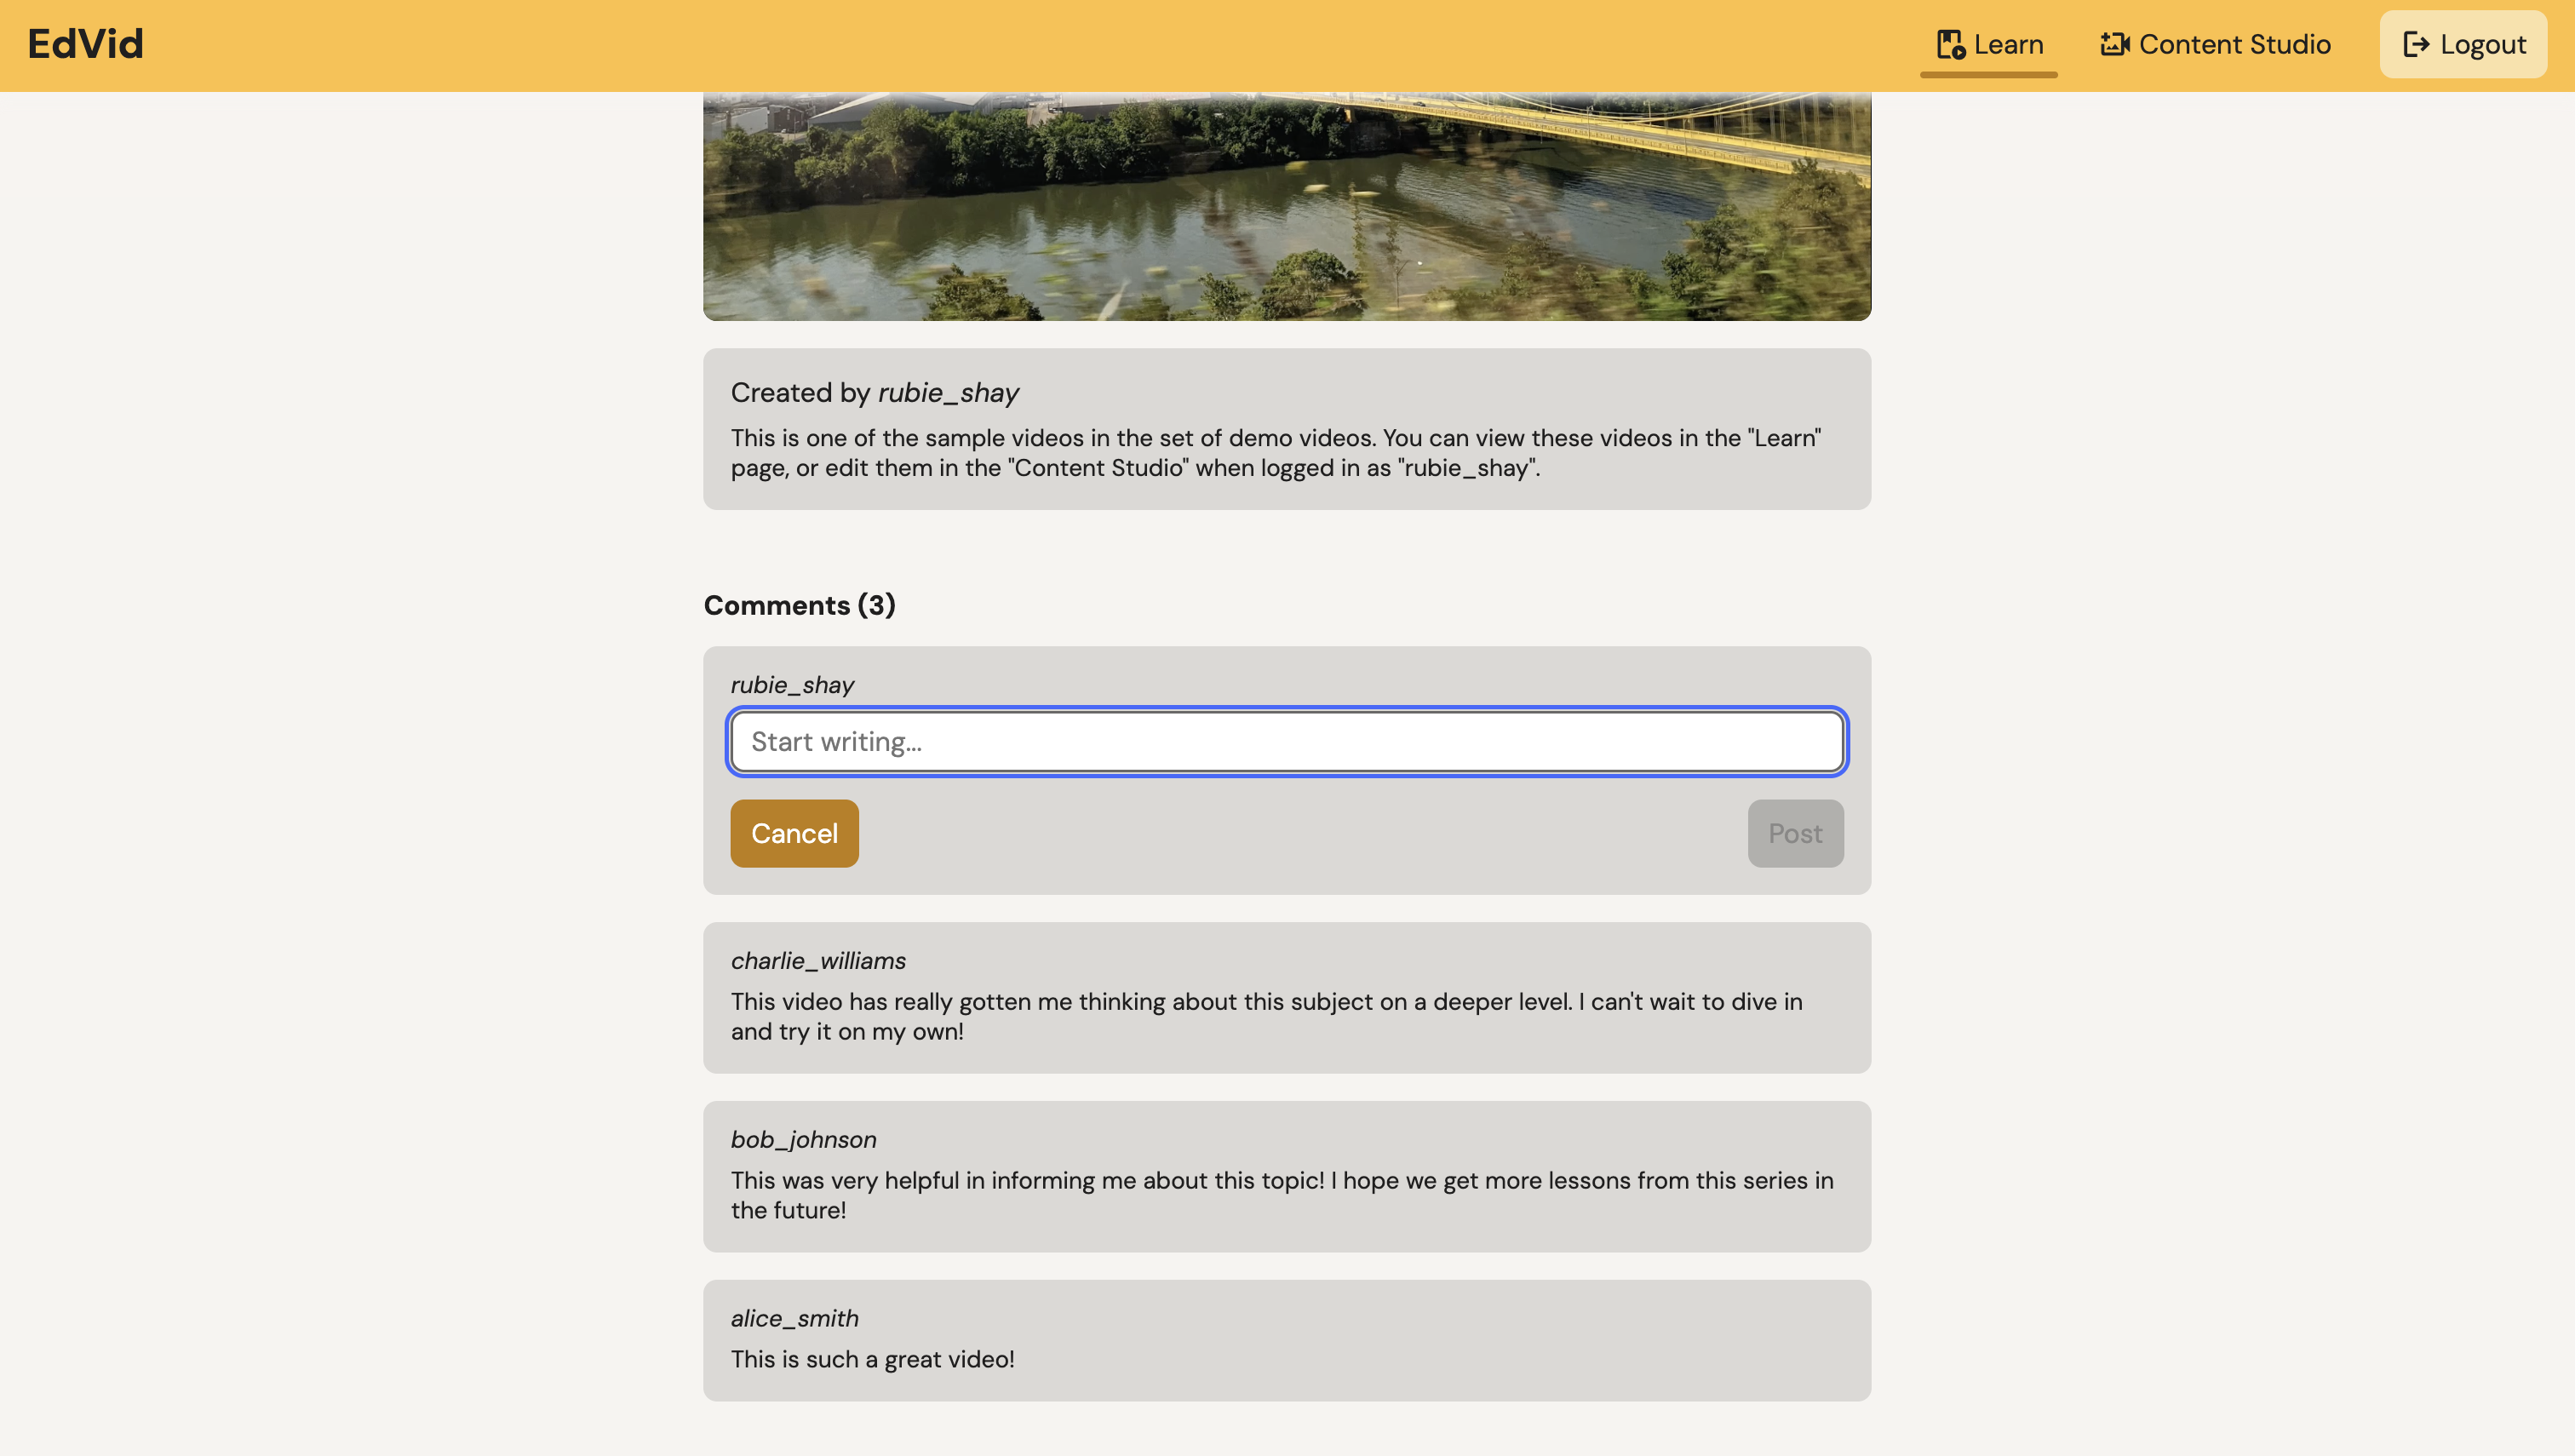 EdVid
Learn
Content Studio
Logout
Created by rubie_shay
This is one of the sample videos in the set of demo videos. You can view these videos in the "Learn"
page, or edit them in the "Content Studio" when logged in as "rubie_shay".
Comments (3)
rubie_shay
Start writing...
Cancel
Post
charlie_williams
This video has really gotten me thinking about this subject on a deeper level. I can't wait to dive in
and try it on my own!
bob_johnson
This was very helpful in informing me about this topic! I hope we get more lessons from this series in
the future!
alice_smith
This is such a great video!